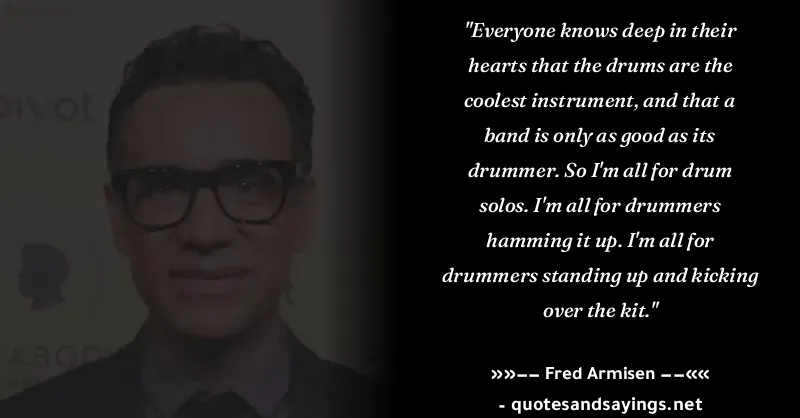 "Everyone knows deep in their
hearts that the drums are the
coolest instrument, and that a
band is only as good as its
drummer. So I'm all for drum
solos. I'm all for drummers
hamming it up. I'm all for
drummers standing up and kicking
over the kit."
»»−− Fred Armisen −−««
- quotesandsayings.net
pivot